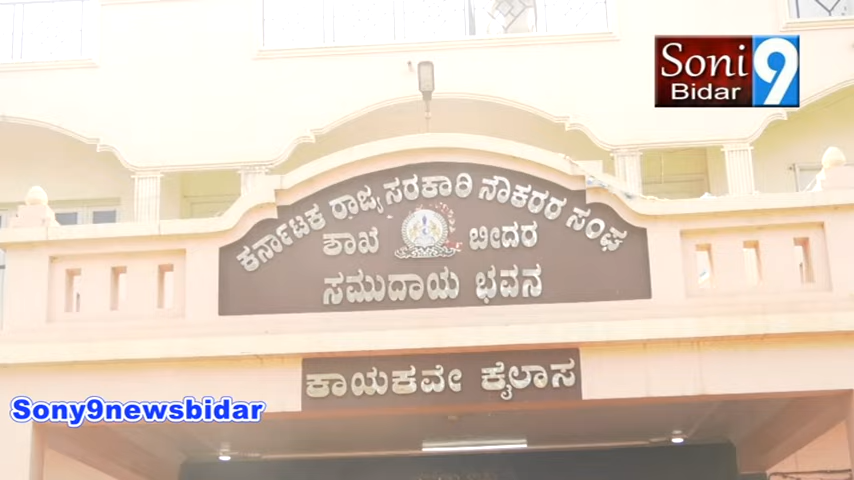 Soni 9
Bidar
ಕರ್ನಾಟಕ ರಾಜ್ಯ ಸರಕಾರಿ ನೌಕರರ ಸಂಘ
ಶಾಖೆ ಬೀದರ
ಸಮುದಾಯ ಭವನ
ಕಾಯಕವೇ ಕೈಲಾಸ
Sony9newsbidar